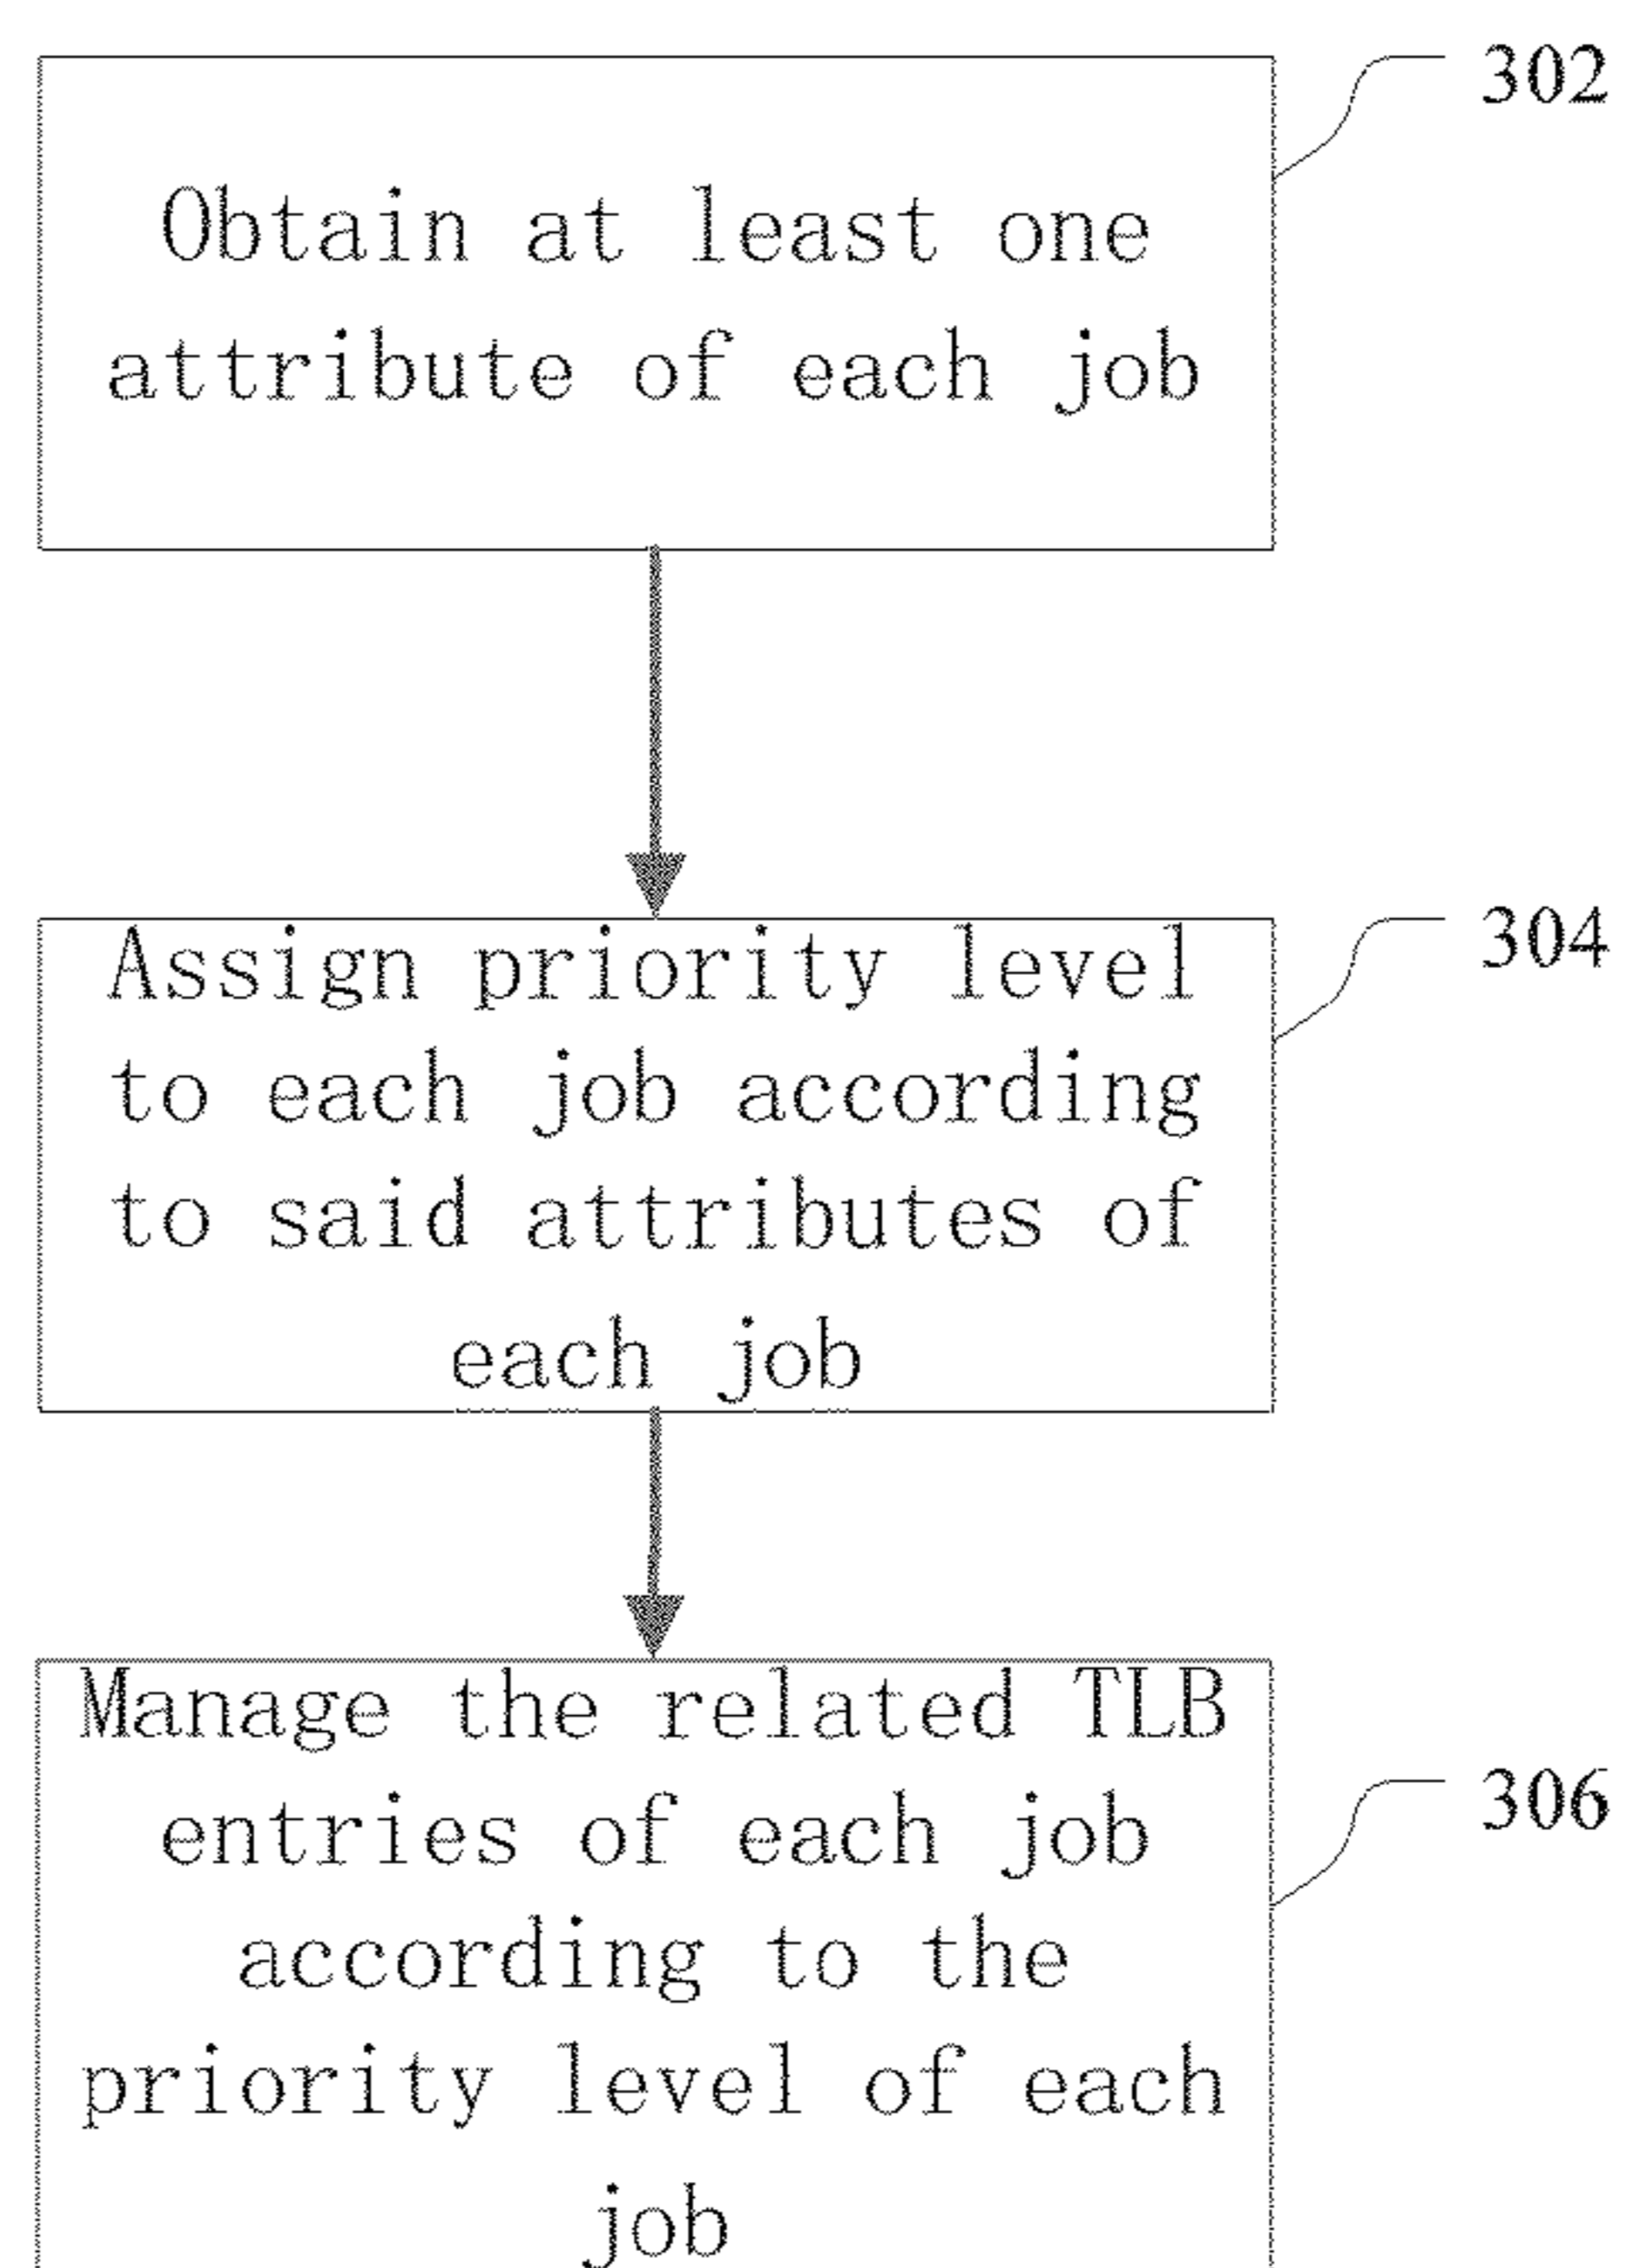 302
Obtain at least one
attribute of each job
304
Assign priority level
to each job according
to said attributes of
each job
306
Manage the related TLB
entries of each job
according to the
priority level of each
job